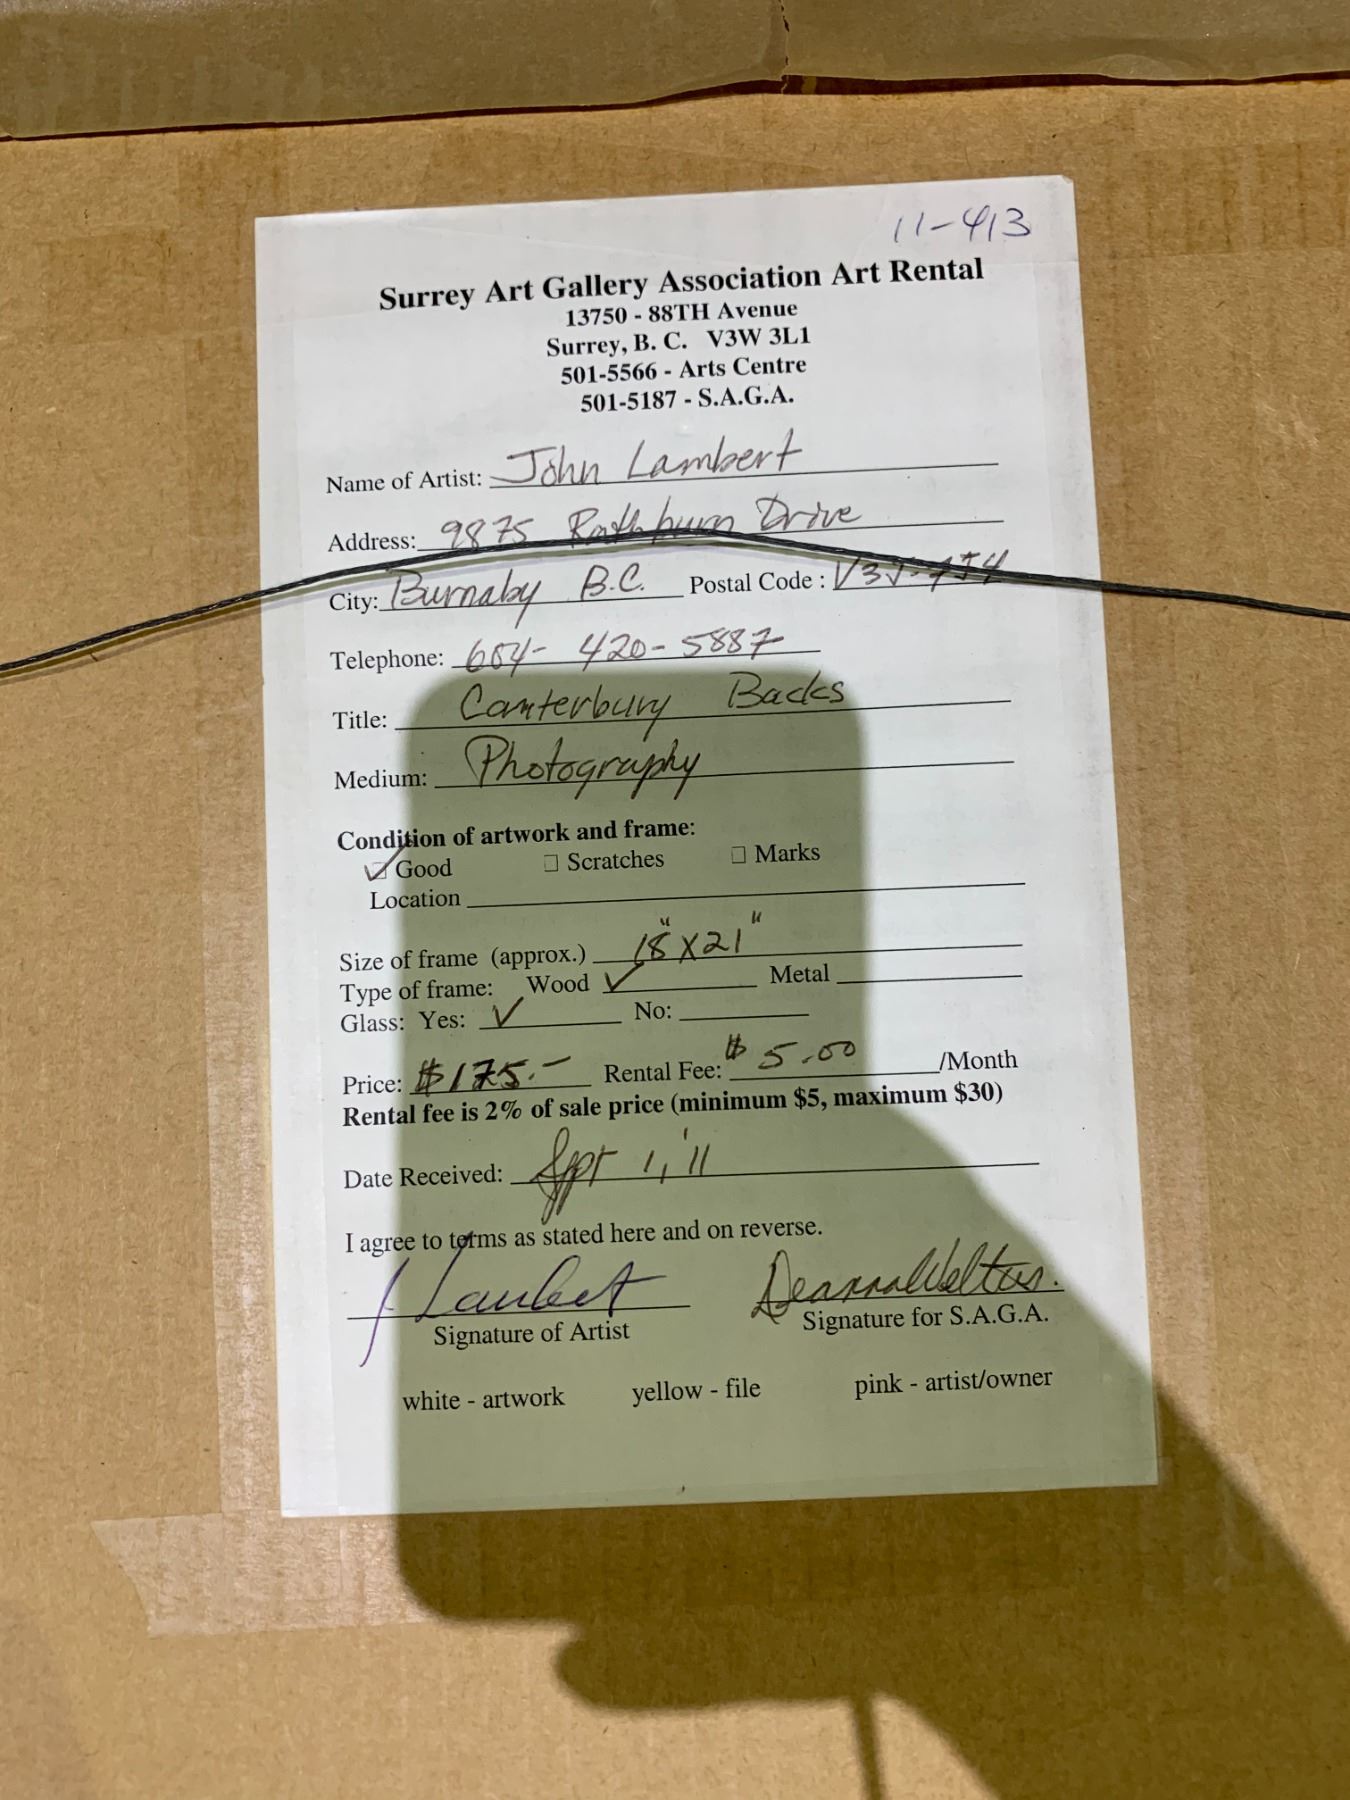 11-413
Surrey Art Gallery Association Art Rental
13750 - 88TH Avenue
Surrey, B. C. V3W 3L1
501-5566 - Arts Centre
501-5187 - S.A.G.A.
Name of Artist: John Lambert
Address: 9875 Rathburn Drive
City: Burnaby B.C. Postal Code :
Telephone: 604- 420-5887
Title: Canterbury Backs
Medium: Photography
Condition of artwork and frame:
Good Scratches Marks
Location
Size of frame (approx.) 18"X21"
Type of frame: Wood ✓ Metal
Glass: Yes: ✓ No:
Price: $175.- Rental Fee: $5.00 /Month
Rental fee is 2% of sale price (minimum $5, maximum $30)
Date Received: Sept 1, '11
I agree to terms as stated here and on reverse.
J Lambert
Signature of Artist Signature for S.A.G.A.
white - artwork yellow - file pink - artist/owner